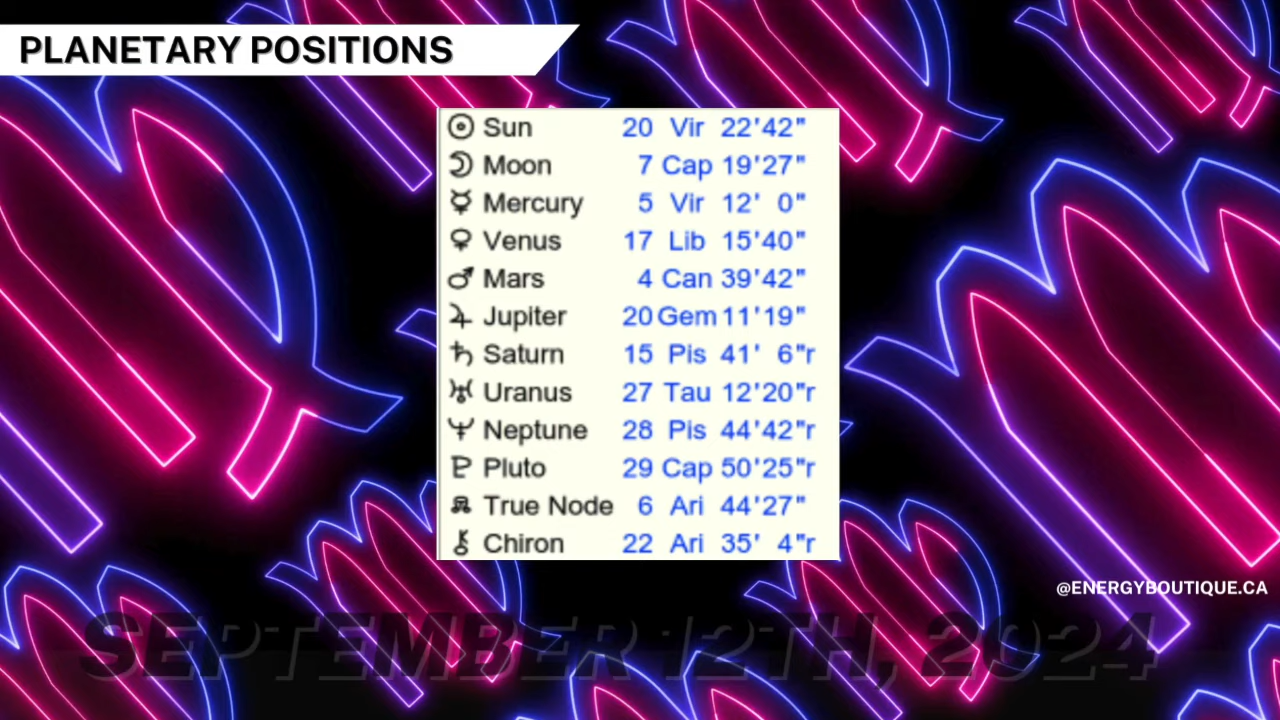 PLANETARY POSITIONS
Sun 20 Vir 22'42"
Moon 7 Cap 19'27"
Mercury 5 Vir 12' 0"
Venus 17 Lib 15'40"
Mars 4 Can 39'42"
Jupiter 20 Gem 11'19"
Saturn 15 Pis 41' 6"r
Uranus 27 Tau 12'20"r
Neptune 28 Pis 44'42"r
Pluto 29 Cap 50'25"r
True Node 6 Ari 44'27"
Chiron 22 Ari 35' 4"r
@ENERGYBOUTIQUE.CA
SEPTEMBER 12TH, 2024